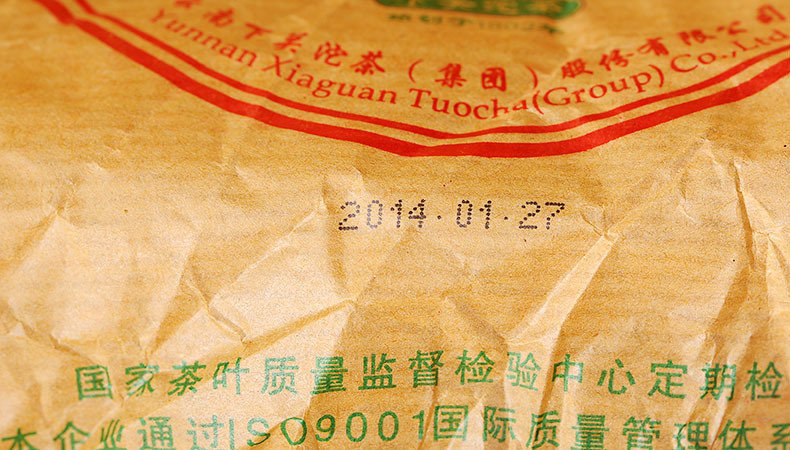 云南下关沱茶（集团）股份有限公司
Yunnan Xiaguan Tuocha(Group) Co.,Ltd.
2014.01.27
国家茶叶质量监督检验中心定期检
本企业通过ISO9001国际质量管理体系